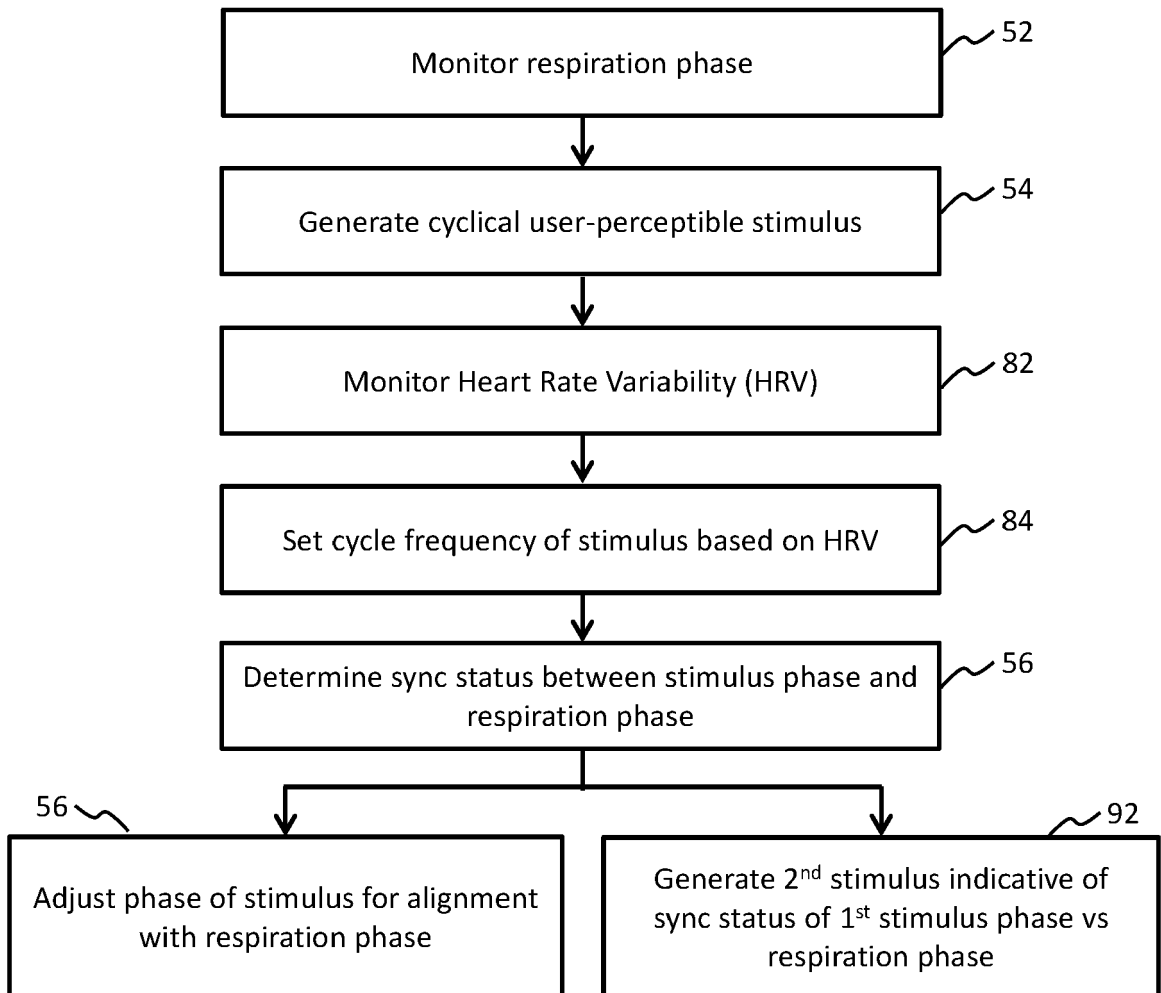 Monitor respiration phase
52
Generate cyclical user-perceptible stimulus
54
Monitor Heart Rate Variability (HRV)
82
Set cycle frequency of stimulus based on HRV
84
Determine sync status between stimulus phase and
respiration phase
56
56
Adjust phase of stimulus for alignment
with respiration phase
92
Generate 2nd stimulus indicative of
sync status of 1st stimulus phase vs
respiration phase